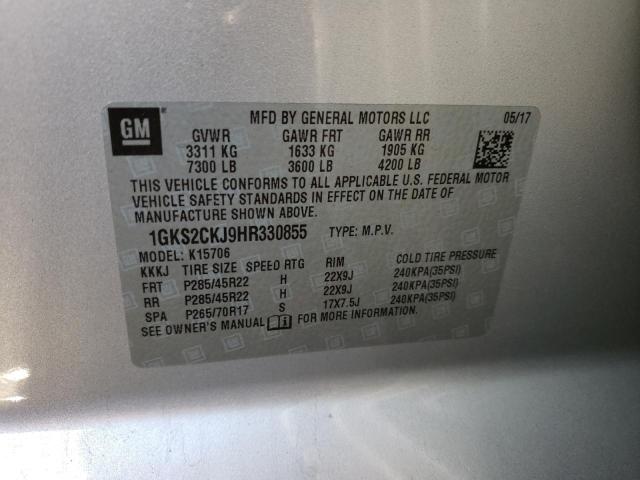 GM
MFD BY GENERAL MOTORS LLC 05/17
GVWR GAWR FRT GAWR RR
3311 KG 1633 KG 1905 KG
7300 LB 3600 LB 4200 LB
THIS VEHICLE CONFORMS TO ALL APPLICABLE U.S. FEDERAL MOTOR
VEHICLE SAFETY STANDARDS IN EFFECT ON THE DATE OF
MANUFACTURE SHOWN ABOVE.
1GKS2CKJ9HR330855 TYPE: M.P.V.
MODEL: K15706
KKKJ TIRE SIZE SPEED RTG RIM COLD TIRE PRESSURE
FRT P285/45R22 H 22X9J 240KPA(35PSI)
RR P285/45R22 H 22X9J 240KPA(35PSI)
SPA P265/70R17 S 17X7.5J 240KPA(35PSI)
SEE OWNER'S MANUAL FOR MORE INFORMATION.